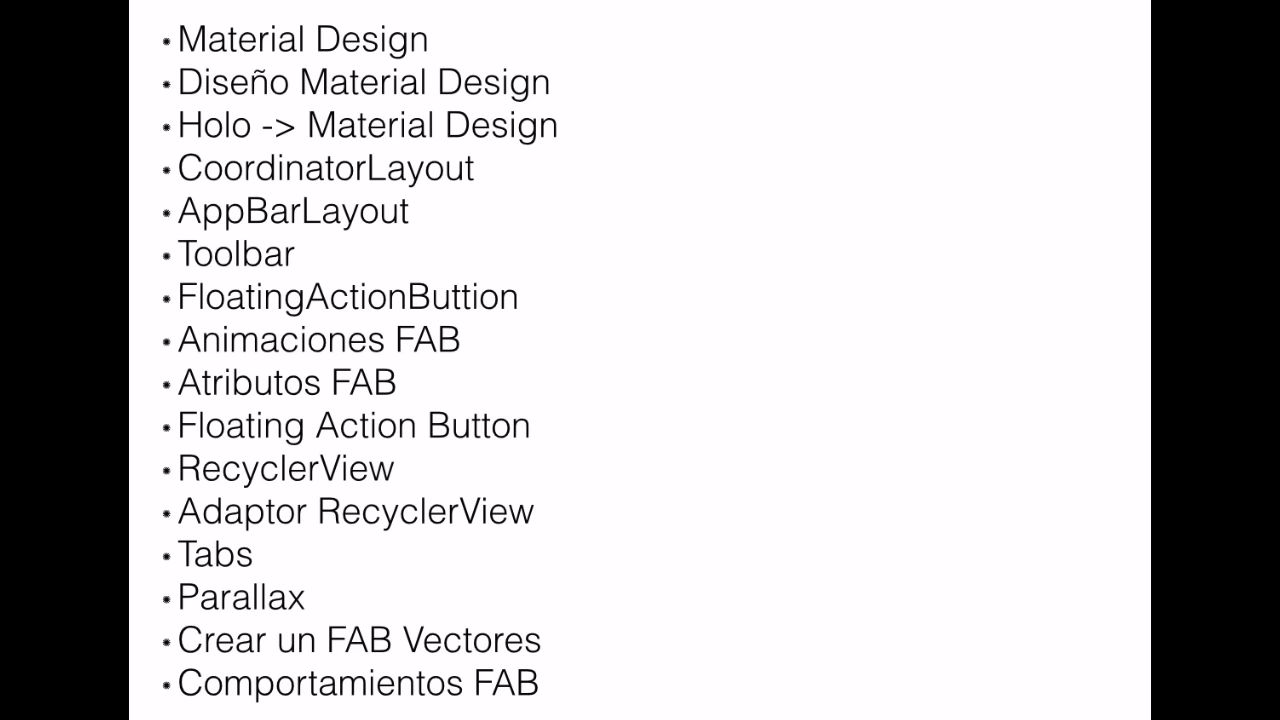 • Material Design
• Diseño Material Design
• Holo -> Material Design
• CoordinatorLayout
• AppBarLayout
• Toolbar
• FloatingActionButtion
• Animaciones FAB
• Atributos FAB
• Floating Action Button
• RecyclerView
• Adaptor RecyclerView
• Tabs
• Parallax
• Crear un FAB Vectores
• Comportamientos FAB